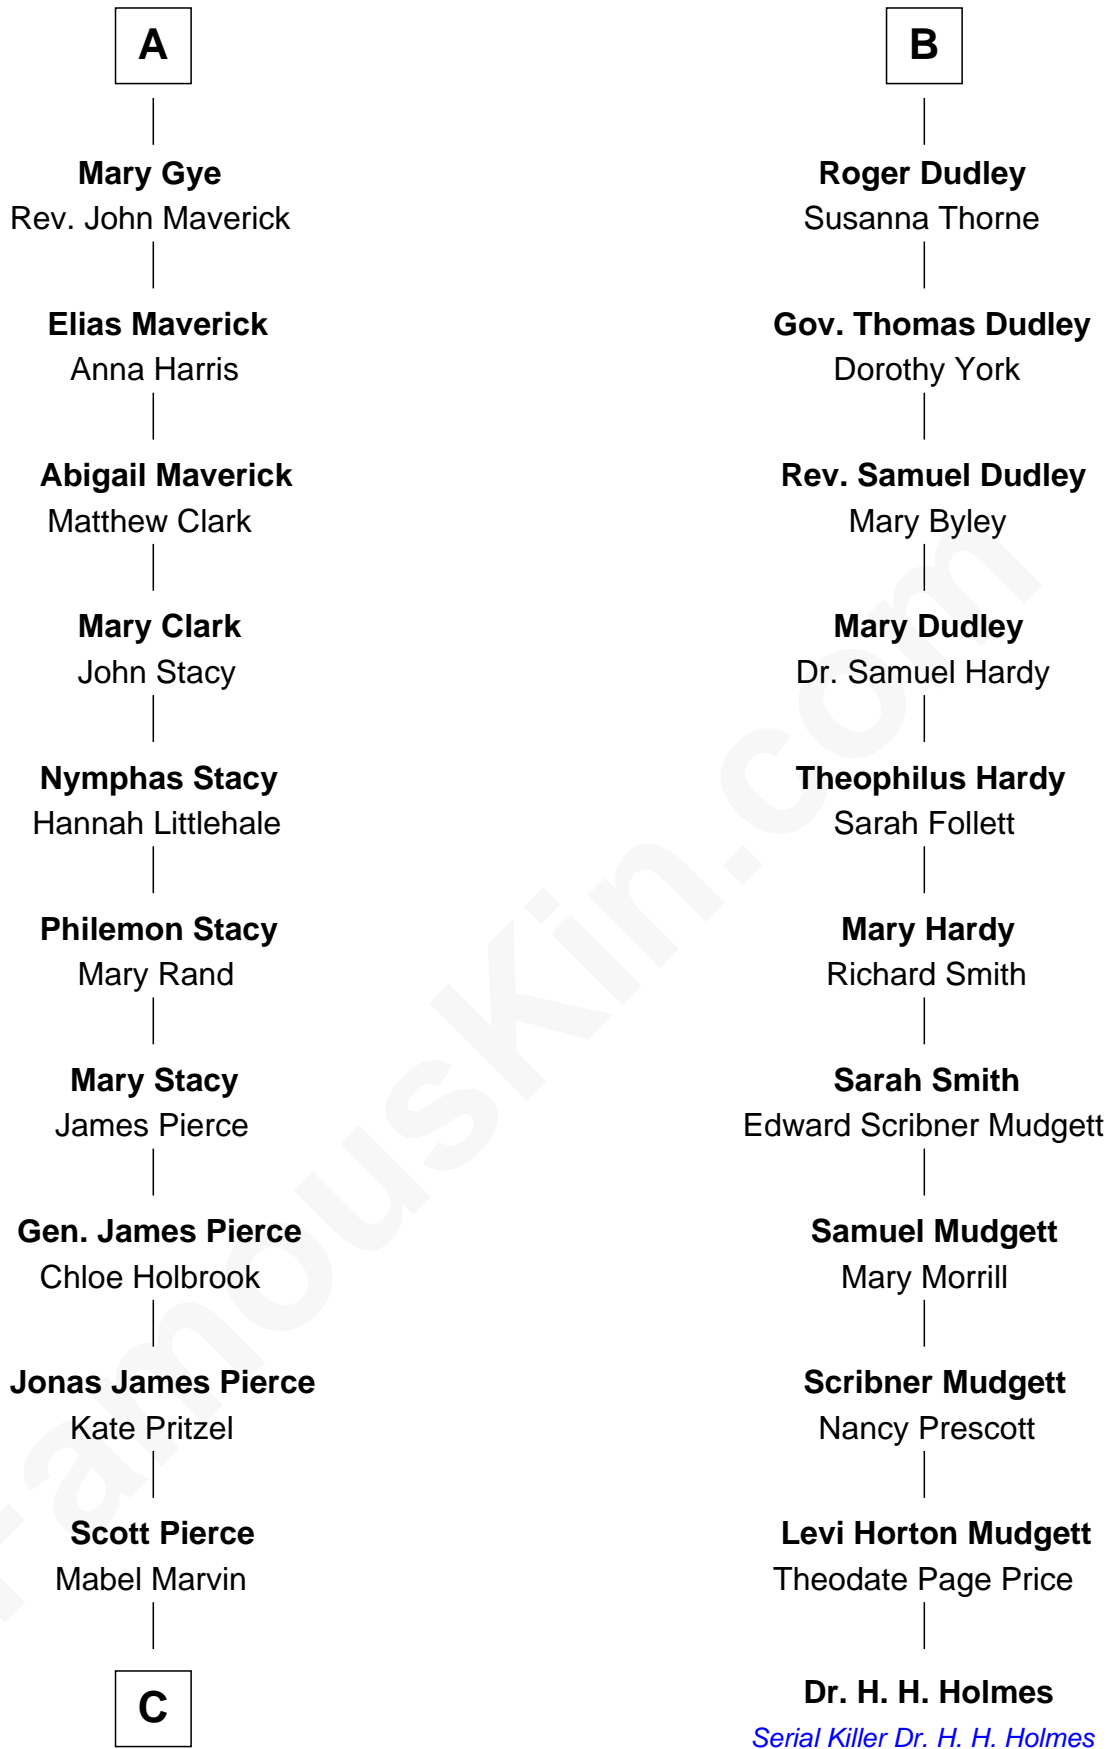 A
Mary Gye
Rev. John Maverick
Elias Maverick
Anna Harris
Abigail Maverick
Matthew Clark
Mary Clark
John Stacy
Nymphas Stacy
Hannah Littlehale
Philemon Stacy
Mary Rand
Mary Stacy
James Pierce
Gen. James Pierce
Chloe Holbrook
Jonas James Pierce
Kate Pritzel
Scott Pierce
Mabel Marvin
C
B
Roger Dudley
Susanna Thorne
Gov. Thomas Dudley
Dorothy York
Rev. Samuel Dudley
Mary Byley
Mary Dudley
Dr. Samuel Hardy
Theophilus Hardy
Sarah Follett
Mary Hardy
Richard Smith
Sarah Smith
Edward Scribner Mudgett
Samuel Mudgett
Mary Morrill
Scribner Mudgett
Nancy Prescott
Levi Horton Mudgett
Theodate Page Price
Dr. H. H. Holmes
Serial Killer Dr. H. H. Holmes
FamousKin.com